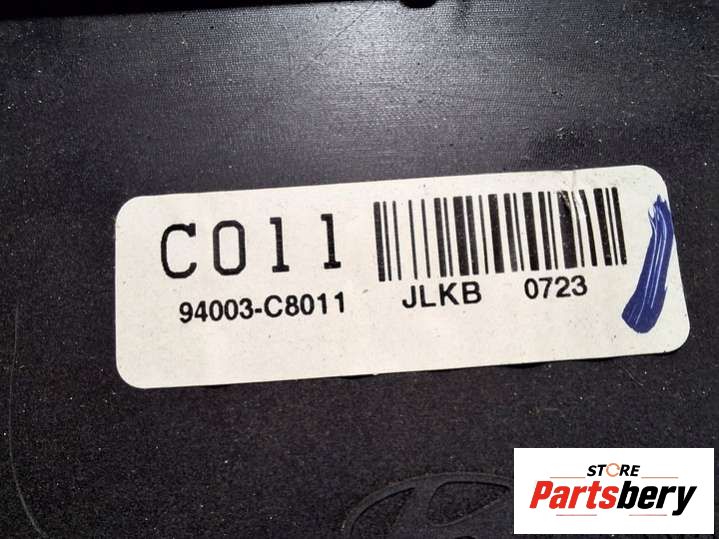 C011
94003-C8011 JLKB 0723
STORE
Partsbery